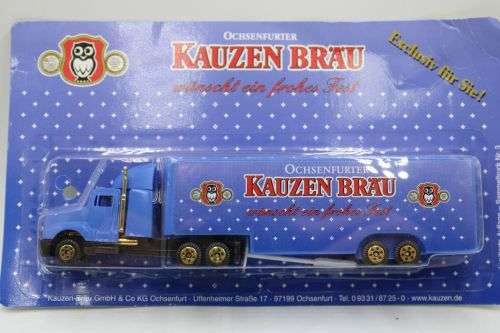 OCHSENFURTER
KAUZEN BRÄU
wünscht ein frohes Fest
Exclusiv für Sie!
OCHSENFURTER
KAUZEN BRÄU
wünscht ein frohes Fest
Kauzen-Bräu GmbH & Co KG Ochsenfurt · Uffenheimer Straße 17 · 97199 Ochsenfurt · Tel. 0 93 31 / 87 25 - 0 · www.kauzen.de